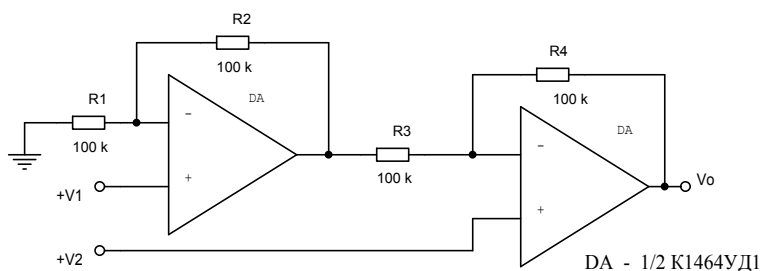 R2
100 k
R1
100 k
DA
−
+
+V1
+V2
R3
100 k
R4
100 k
DA
−
+
Vo
DA - 1/2 К1464УД1